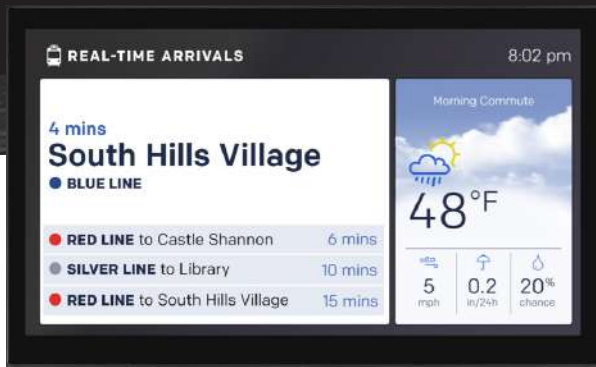 REAL-TIME ARRIVALS
8:02 pm
4 mins
South Hills Village
BLUE LINE
RED LINE to Castle Shannon 6 mins
SILVER LINE to Library 10 mins
RED LINE to South Hills Village 15 mins
Morning Commute
48°F
5
mph
0.2
in/24h
20%
chance